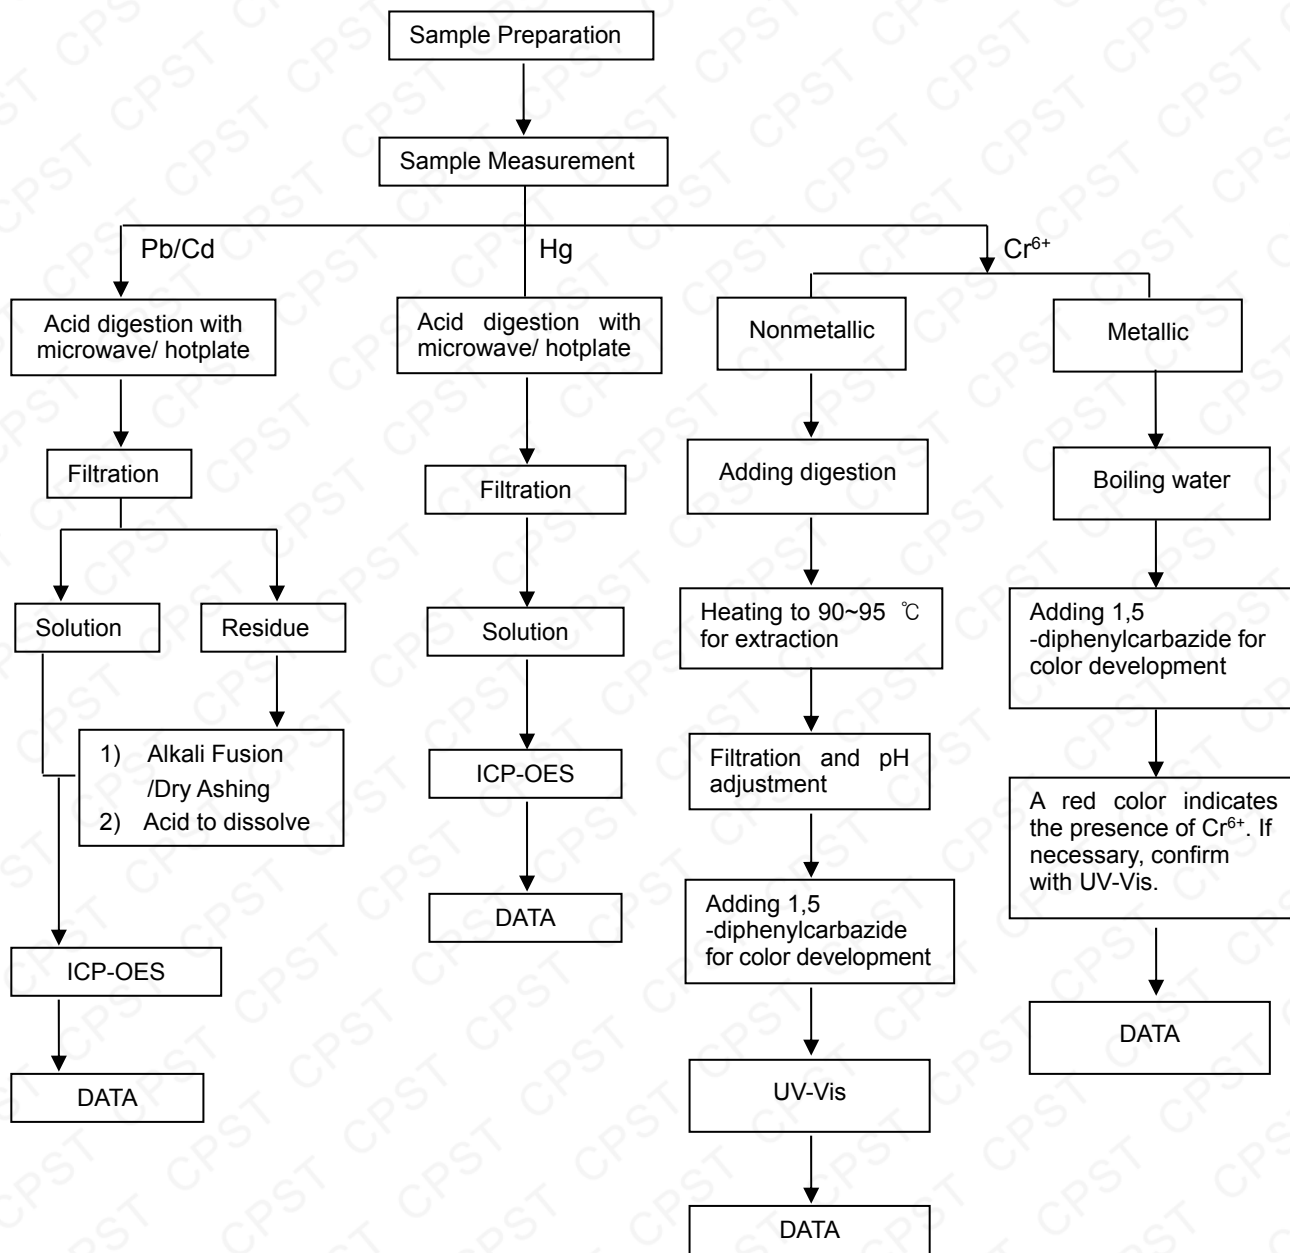 Sample Preparation
Sample Measurement
Pb/Cd
Hg
Cr⁶⁺
Acid digestion with
microwave/ hotplate
Filtration
Solution
Residue
1) Alkali Fusion
/Dry Ashing
2) Acid to dissolve
ICP-OES
DATA
Acid digestion with
microwave/ hotplate
Filtration
Solution
ICP-OES
DATA
Nonmetallic
Adding digestion
Heating to 90~95 ℃
for extraction
Filtration and pH
adjustment
Adding 1,5
-diphenylcarbazide
for color development
UV-Vis
DATA
Metallic
Boiling water
Adding 1,5
-diphenylcarbazide for
color development
A red color indicates
the presence of Cr⁶⁺. If
necessary, confirm
with UV-Vis.
DATA
CPST